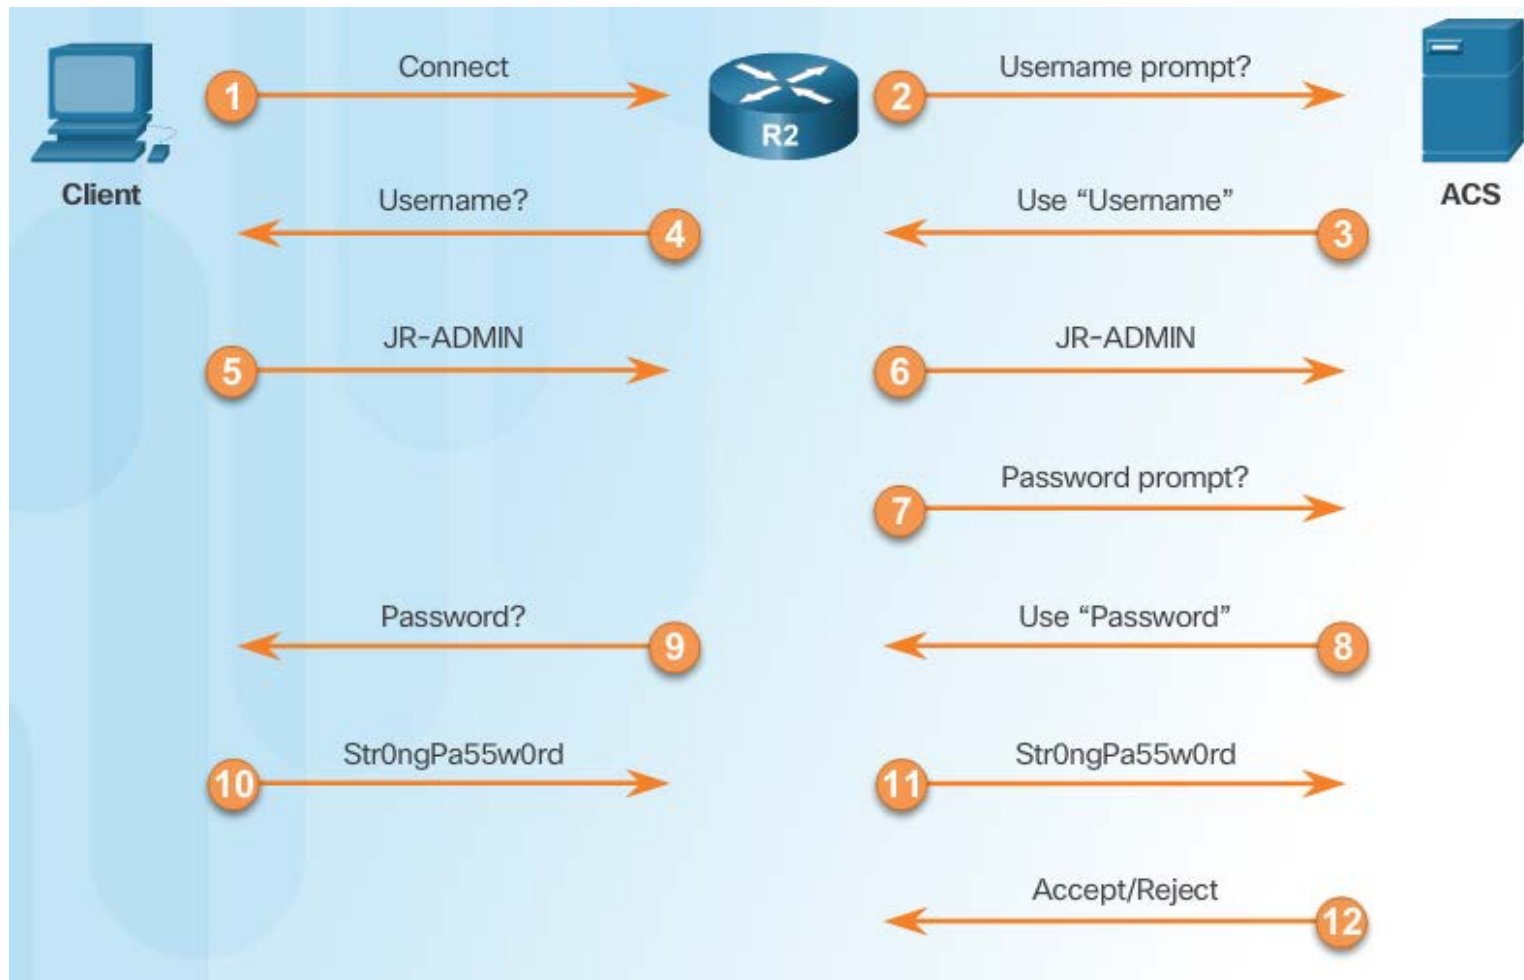 Connect
1
R2
2
Username prompt?
Client
ACS
Username?
4
Use “Username”
3
JR-ADMIN
5
JR-ADMIN
6
Password prompt?
7
Password?
9
Use “Password”
8
Str0ngPa55w0rd
10
Str0ngPa55w0rd
11
Accept/Reject
12